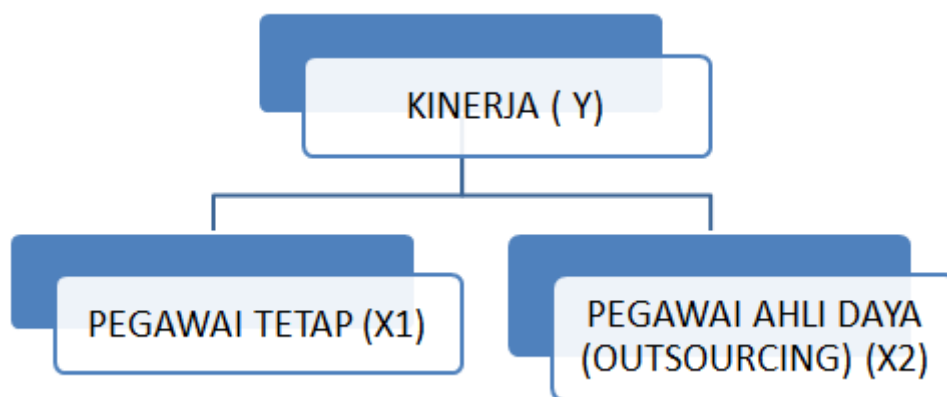 KINERJA ( Y)
PEGAWAI TETAP (X1)
PEGAWAI AHLI DAYA
(OUTSOURCING) (X2)